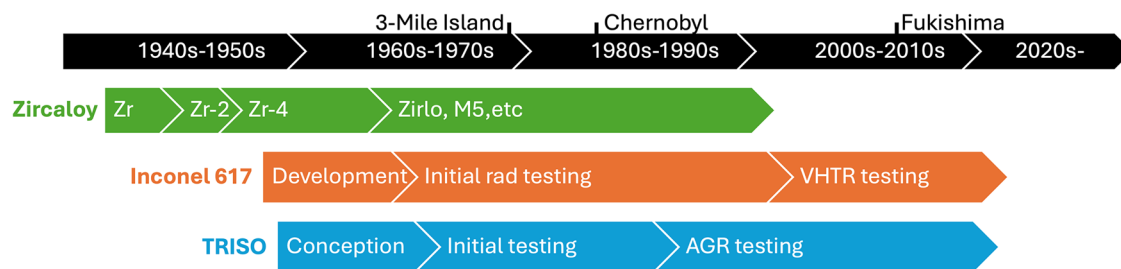 3-Mile Island Chernobyl Fukishima
1940s-1950s 1960s-1970s 1980s-1990s 2000s-2010s 2020s-
Zircaloy Zr Zr-2 Zr-4 Zirlo, M5,etc
Inconel 617 Development Initial rad testing VHTR testing
TRISO Conception Initial testing AGR testing